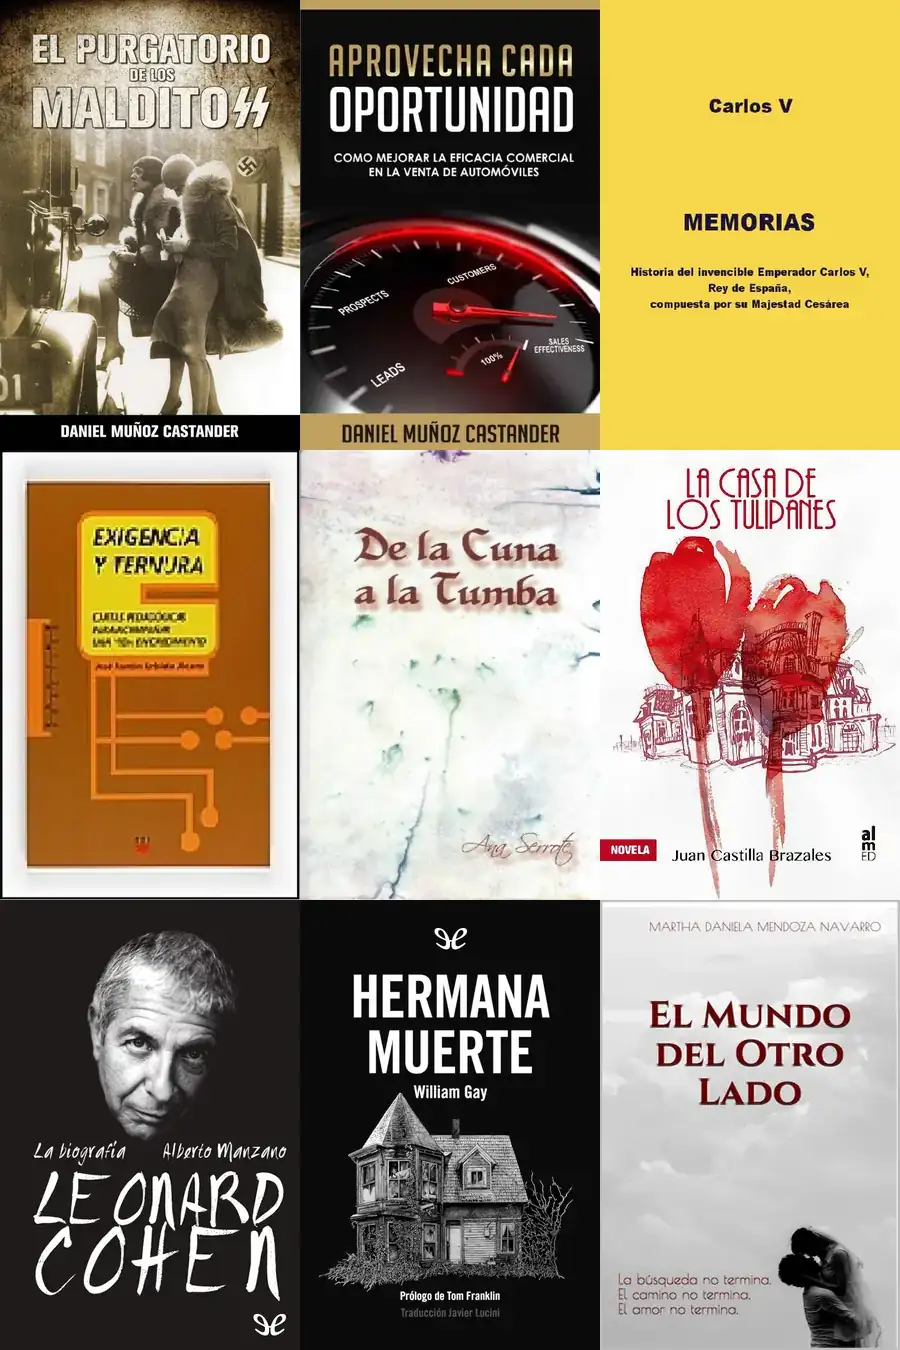 EL PURGATORIO
DE LOS
MALDITOSS
01
DANIEL MUÑOZ CASTANDER
APROVECHA CADA
OPORTUNIDAD
COMO MEJORAR LA EFICACIA COMERCIAL
EN LA VENTA DE AUTOMÓVILES
CUSTOMERS
PROSPECTS
SALES
EFFECTIVENESS
100%
LEADS
DANIEL MUÑOZ CASTANDER
Carlos V
MEMORIAS
Historia del invencible Emperador Carlos V,
Rey de España,
compuesta por su Majestad Cesárea
EXIGENCIA
Y TERNURA
De la Cuna
a la Tumba
Ana Serrote
LA CASA DE
LOS TULIPANES
NOVELA
Juan Castilla Brazales
al
m
ED
La biografía Alberto Manzano
LEONARD
COHEN
HERMANA
MUERTE
William Gay
Prólogo de Tom Franklin
Traducción Javier Lucini
MARTHA DANIELA MENDOZA NAVARRO
EL MUNDO
DEL OTRO
LADO
La búsqueda no termina.
El camino no termina.
El amor no termina.